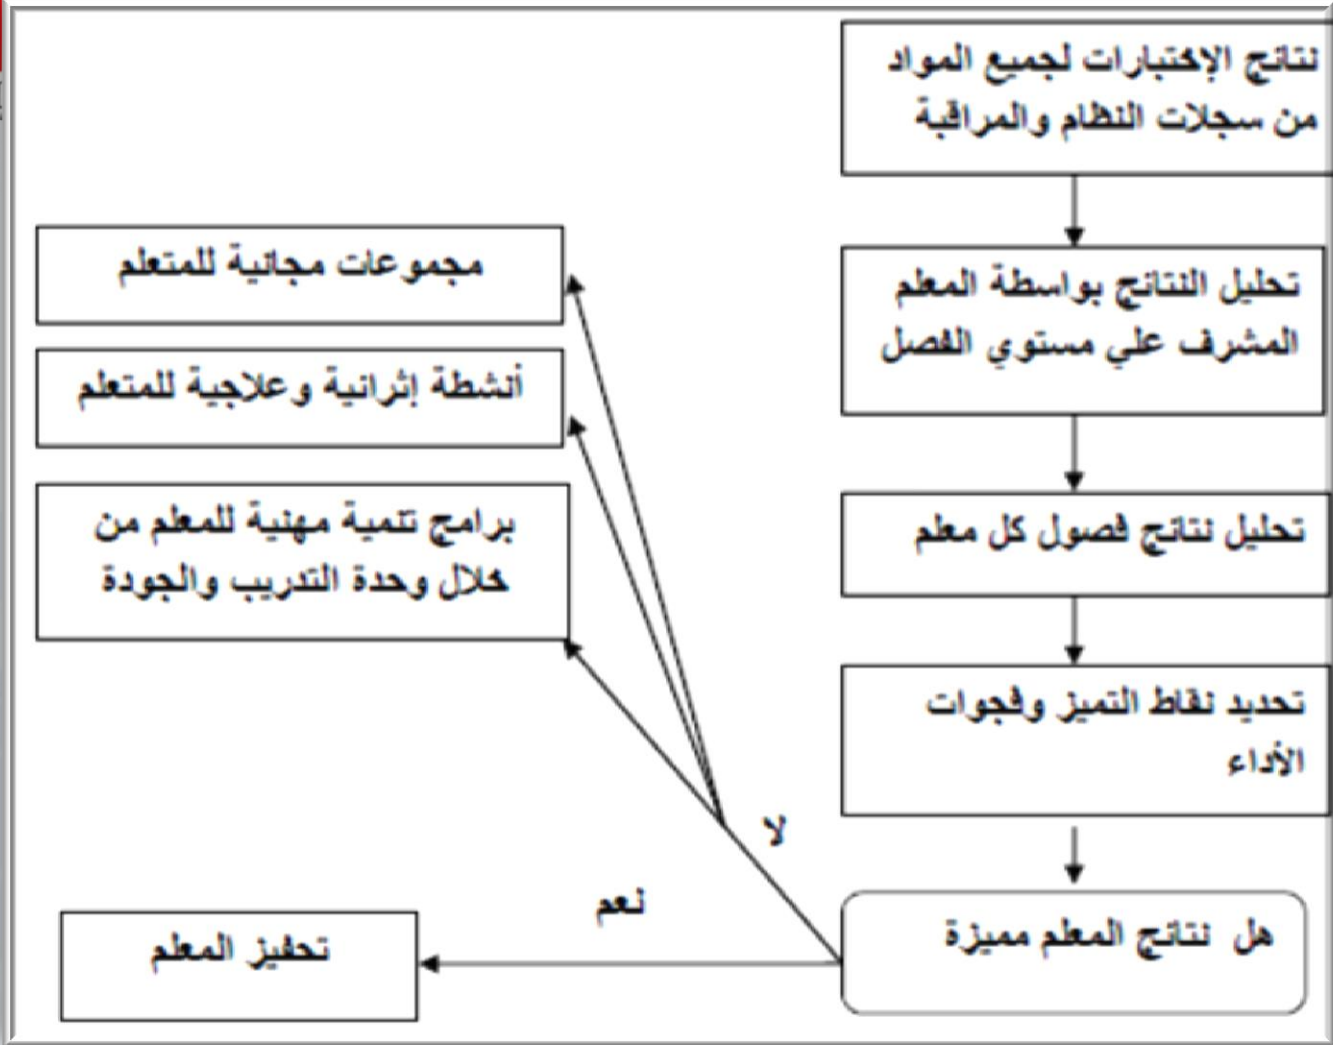 نتائج الإختبارات لجميع المواد
من سجلات النظام والمراقبة
تحليل النتائج بواسطة المعلم
المشرف علي مستوي الفصل
تحليل نتائج فصول كل معلم
تحديد نقاط التميز وفجوات
الأداء
هل نتائج المعلم مميزة
لا
نعم
مجموعات مجانية للمتعلم
أنشطة إثرائية وعلاجية للمتعلم
برامج تنمية مهنية للمعلم من
خلال وحدة التدريب والجودة
تحفيز المعلم